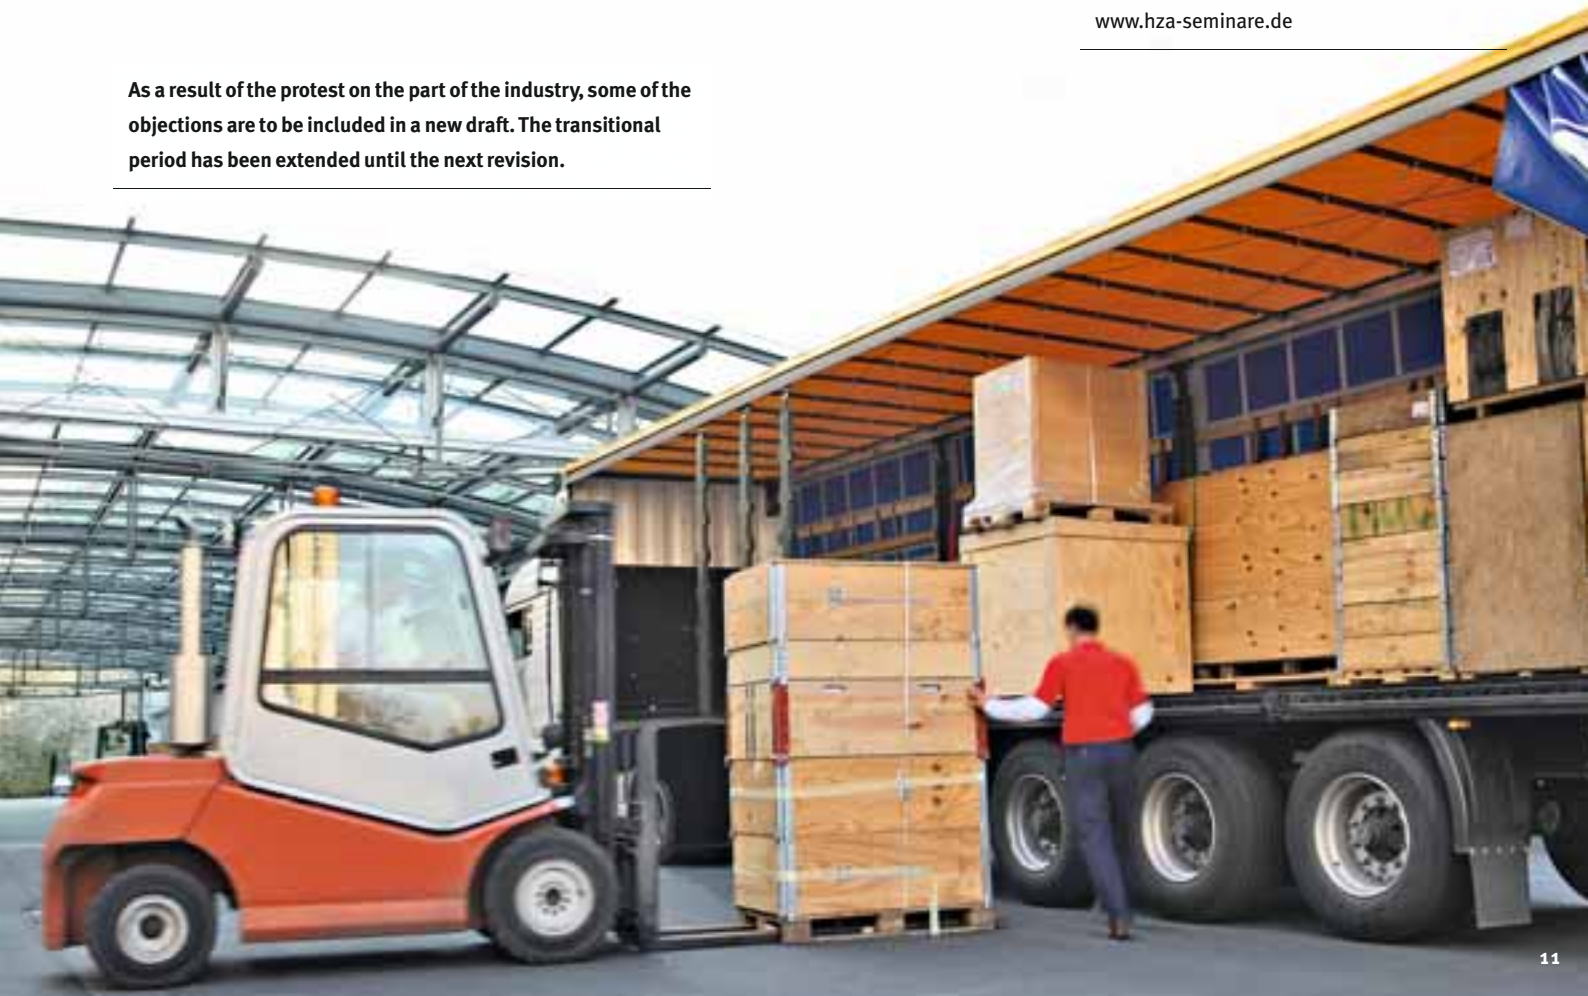 www.hza-seminare.de
As a result of the protest on the part of the industry, some of the
objections are to be included in a new draft. The transitional
period has been extended until the next revision.
11